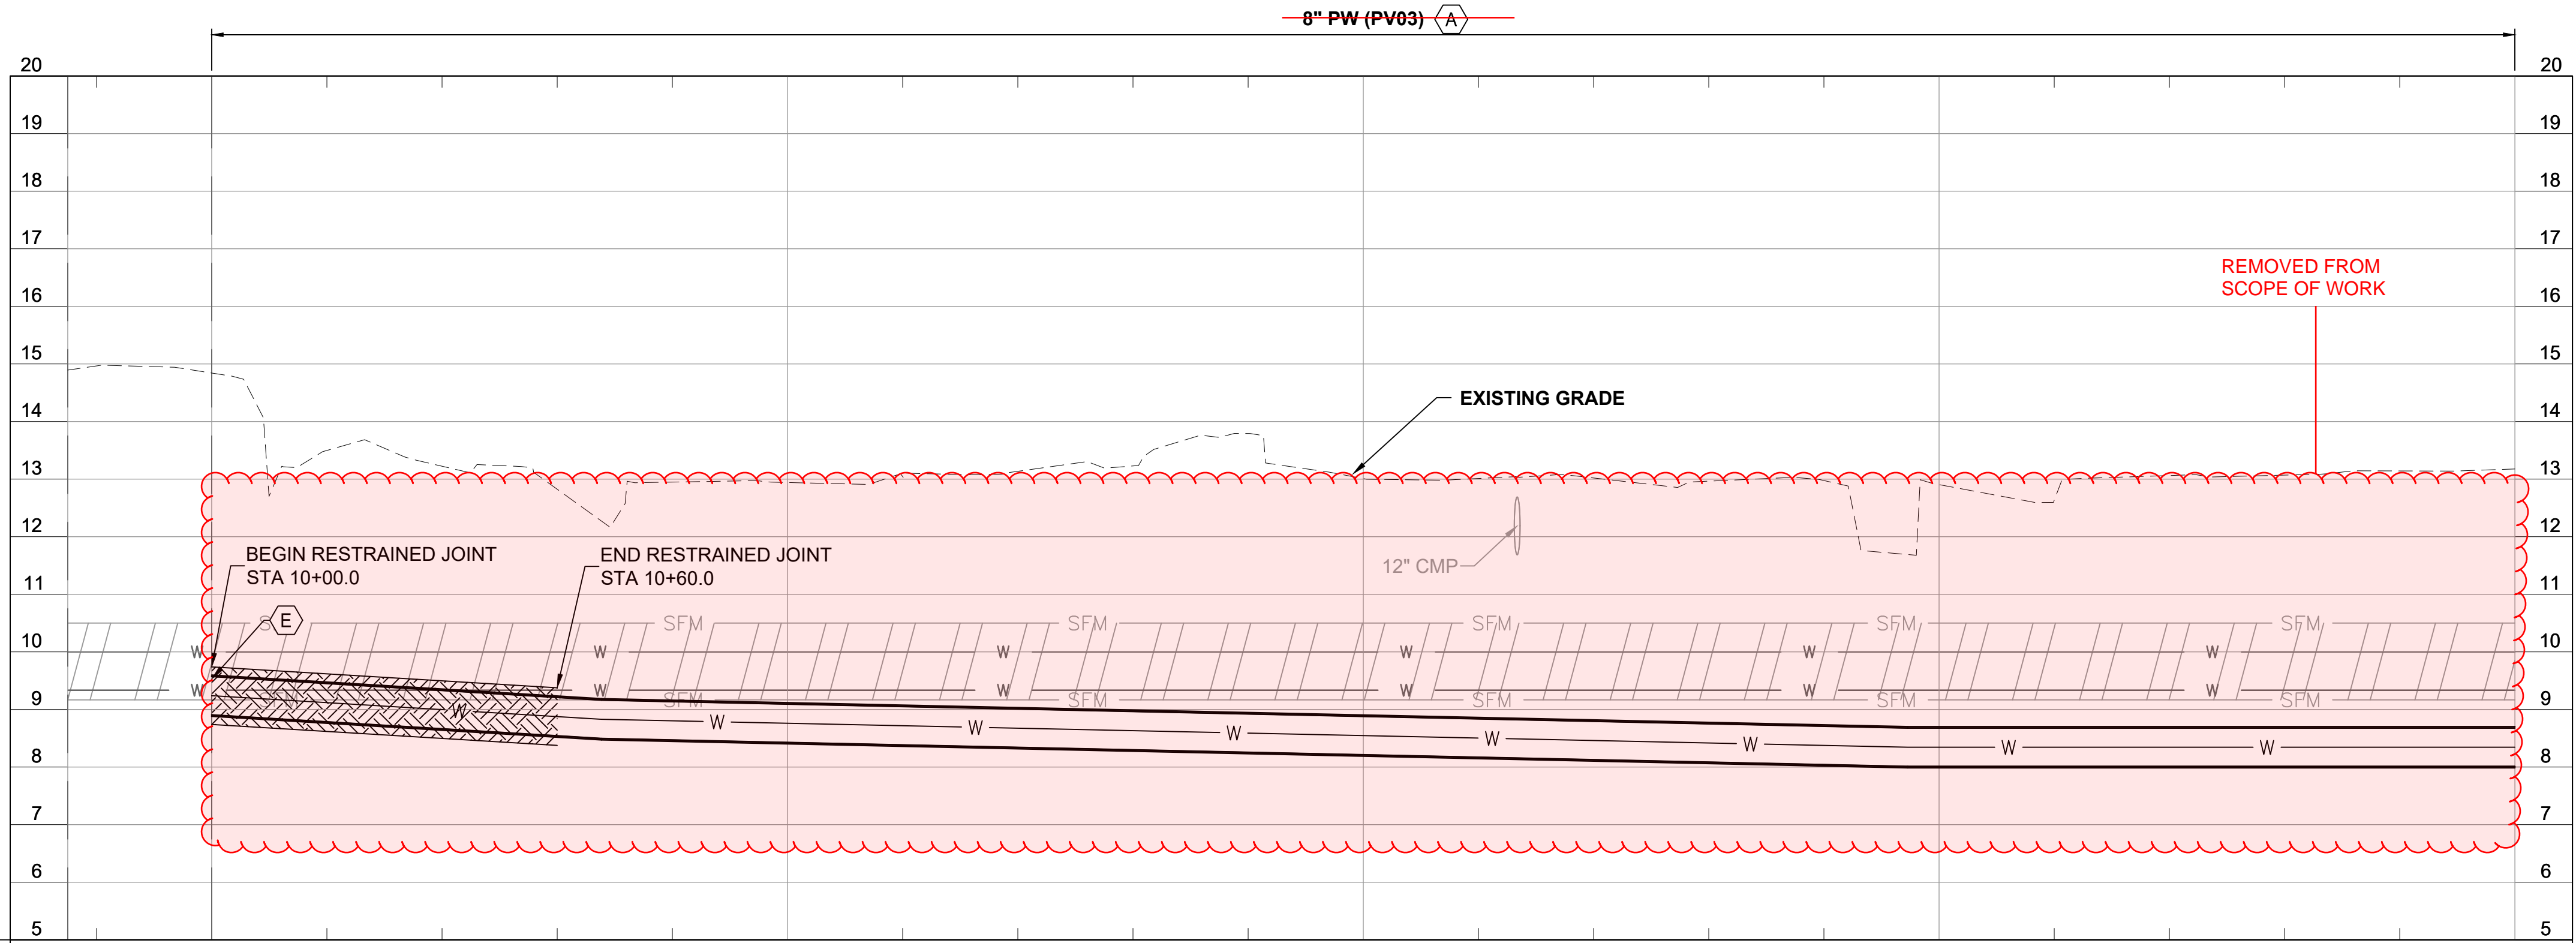 8" PW (PV03) A
20 20
19 19
18 18
17 17
REMOVED FROM
SCOPE OF WORK
16 16
15 15
EXISTING GRADE
14 14
13 13
12 12
BEGIN RESTRAINED JOINT
STA 10+00.0
END RESTRAINED JOINT
STA 10+60.0
12" CMP
11 11
E
SFM SFM SFM SFM SFM SFM
10 10
W W W W W W
W W W W W W
9 9
SFM SFM SFM SFM SFM SFM
W W W W W W W W
8 8
7 7
6 6
5 5